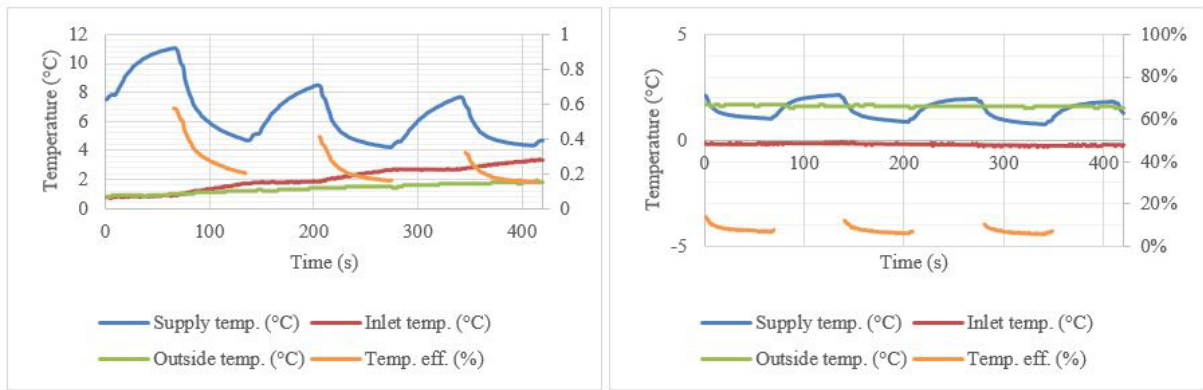 12
10
8
6
4
2
0
Temperature (°C)
1
0.8
0.6
0.4
0.2
0
0 100 200 300 400
Time (s)
Supply temp. (°C) Inlet temp. (°C)
Outside temp. (°C) Temp. eff. (%)
5
0
-5
Temperature (°C)
100%
80%
60%
40%
20%
0%
0 100 200 300 400
Time (s)
Supply temp. (°C) Inlet temp. (°C)
Outside temp. (°C) Temp. eff. (%)